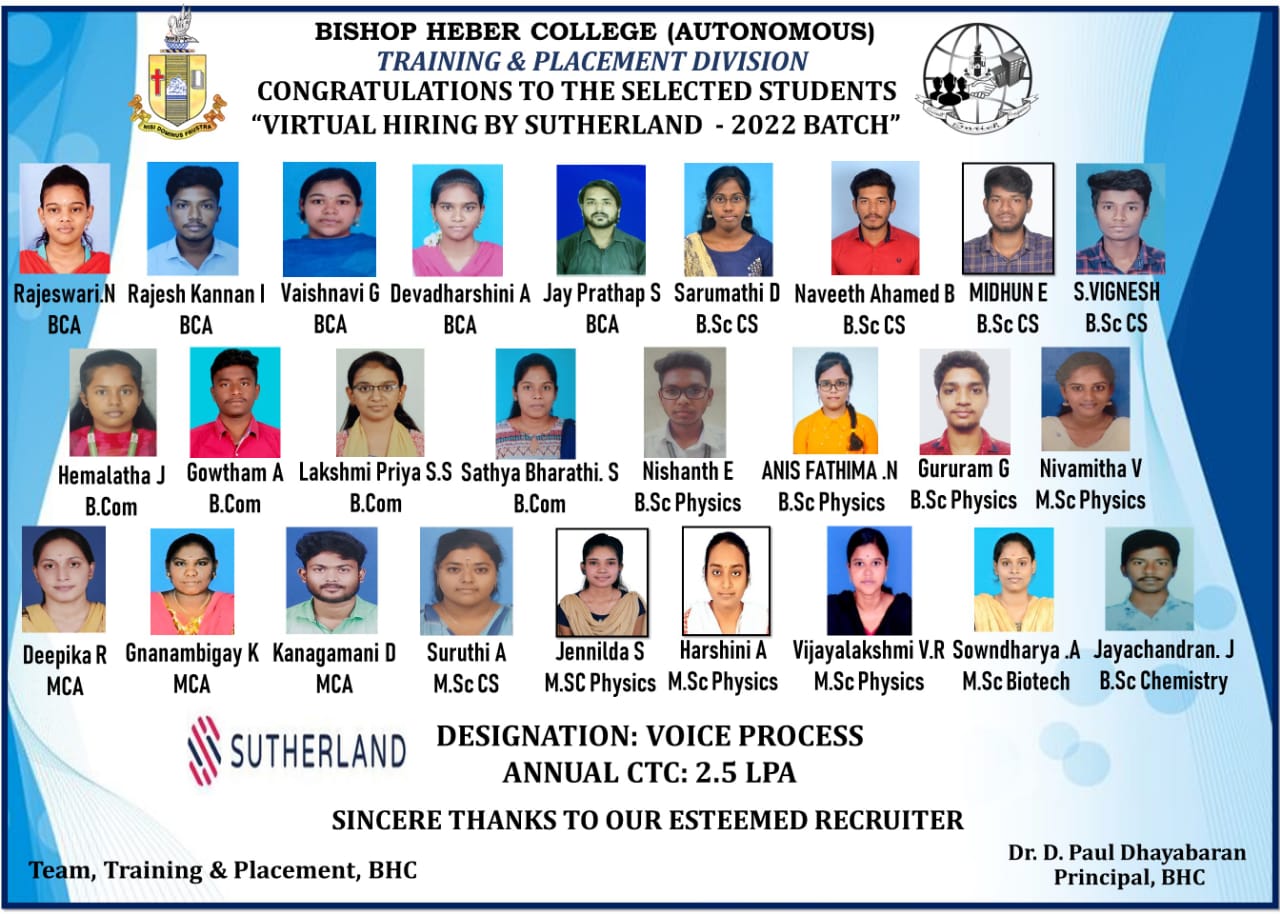 BISHOP HEBER COLLEGE (AUTONOMOUS)
TRAINING & PLACEMENT DIVISION
CONGRATULATIONS TO THE SELECTED STUDENTS
“VIRTUAL HIRING BY SUTHERLAND - 2022 BATCH”
NISI DOMINUS FRUSTRA
Rajeswari.N Rajesh Kannan I Vaishnavi G Devadharshini A Jay Prathap S Sarumathi D Naveeth Ahamed B MIDHUN E S.VIGNESH
BCA BCA BCA BCA BCA B.Sc CS B.Sc CS B.Sc CS B.Sc CS
Hemalatha J Gowtham A Lakshmi Priya S.S Sathya Bharathi. S Nishanth E ANIS FATHIMA .N Gururam G Nivamitha V
B.Com B.Com B.Com B.Com B.Sc Physics B.Sc Physics B.Sc Physics M.Sc Physics
Deepika R Gnanambigay K Kanagamani D Suruthi A Jennilda S Harshini A Vijayalakshmi V.R Sowndharya .A Jayachandran. J
MCA MCA MCA M.Sc CS M.SC Physics M.Sc Physics M.Sc Physics M.Sc Biotech B.Sc Chemistry
SUTHERLAND
DESIGNATION: VOICE PROCESS
ANNUAL CTC: 2.5 LPA
SINCERE THANKS TO OUR ESTEEMED RECRUITER
Team, Training & Placement, BHC
Dr. D. Paul Dhayabaran
Principal, BHC